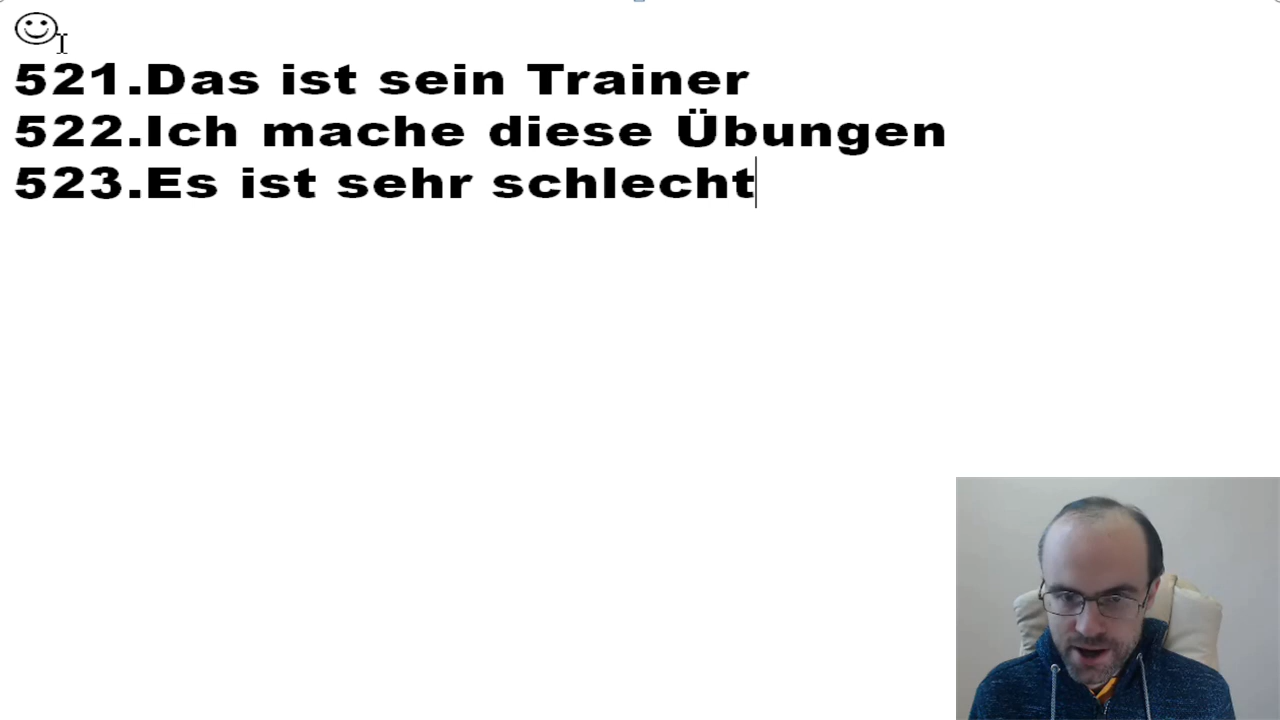 521.Das ist sein Trainer
522.Ich mache diese Übungen
523.Es ist sehr schlecht